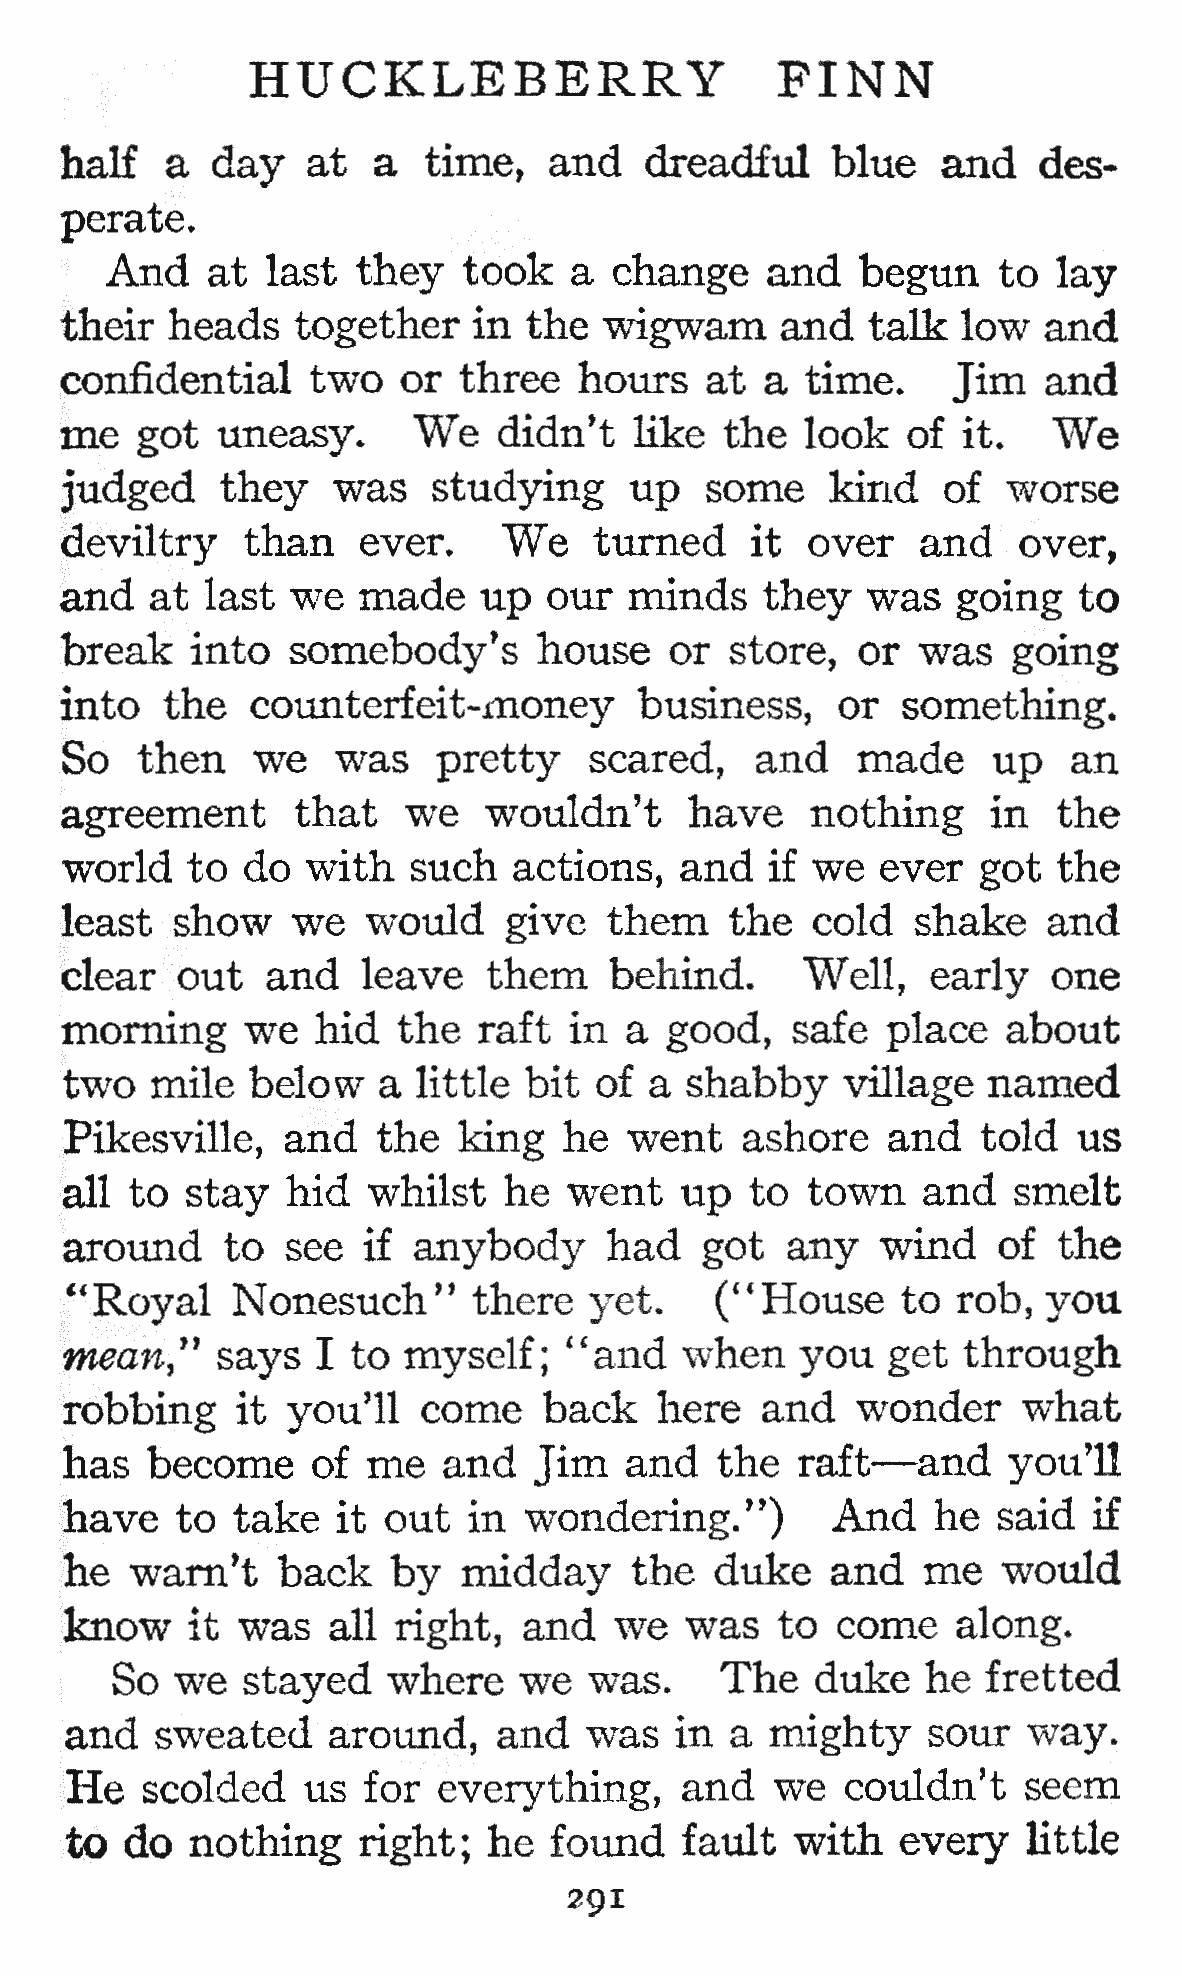 HUCKLEBERRY FINN
half a day at a time, and dreadful blue and des-
perate.
And at last they took a change and begun to lay
their heads together in the wigwam and talk low and
confidential two or three hours at a time. Jim and
me got uneasy. We didn't like the look of it. We
judged they was studying up some kind of worse
deviltry than ever. We turned it over and over,
and at last we made up our minds they was going to
break into somebody's house or store, or was going
into the counterfeit-money business, or something.
So then we was pretty scared, and made up an
agreement that we wouldn't have nothing in the
world to do with such actions, and if we ever got the
least show we would give them the cold shake and
clear out and leave them behind. Well, early one
morning we hid the raft in a good, safe place about
two mile below a little bit of a shabby village named
Pikesville, and the king he went ashore and told us
all to stay hid whilst he went up to town and smelt
around to see if anybody had got any wind of the
"Royal Nonesuch" there yet. ("House to rob, you
mean," says I to myself; "and when you get through
robbing it you'll come back here and wonder what
has become of me and Jim and the raft—and you'll
have to take it out in wondering.") And he said if
he warn't back by midday the duke and me would
know it was all right, and we was to come along.
So we stayed where we was. The duke he fretted
and sweated around, and was in a mighty sour way.
He scolded us for everything, and we couldn't seem
to do nothing right; he found fault with every little
291